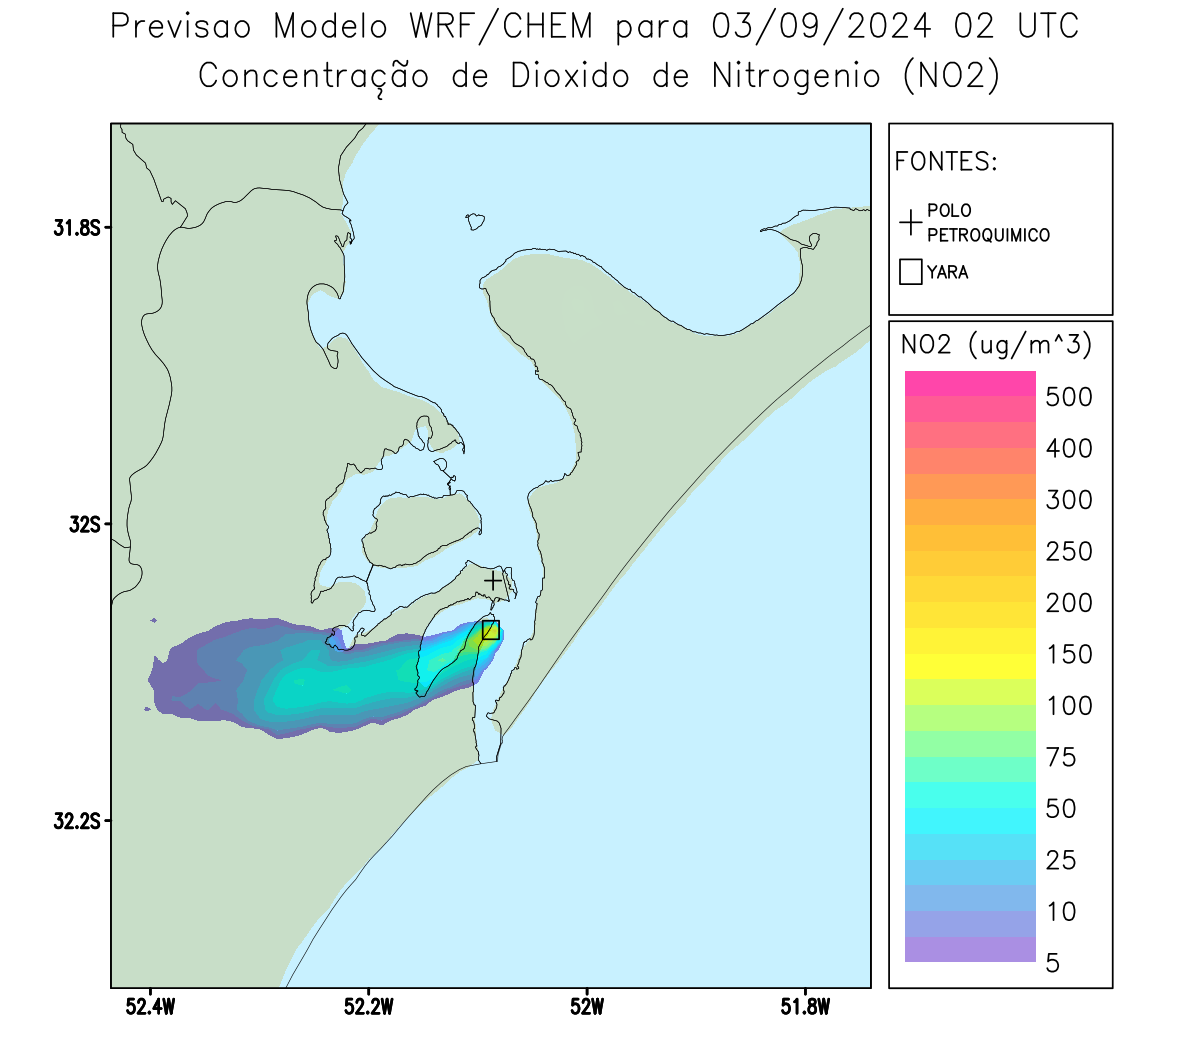 Previsao Modelo WRF/CHEM para 03/09/2024 02 UTC
Concentração de Dioxido de Nitrogenio (NO2)
FONTES:
POLO
PETROQUIMICO
YARA
NO2 (ug/m^3)
500
400
300
250
200
150
100
75
50
25
10
5
31.8S
32S
32.2S
52.4W
52.2W
52W
51.8W